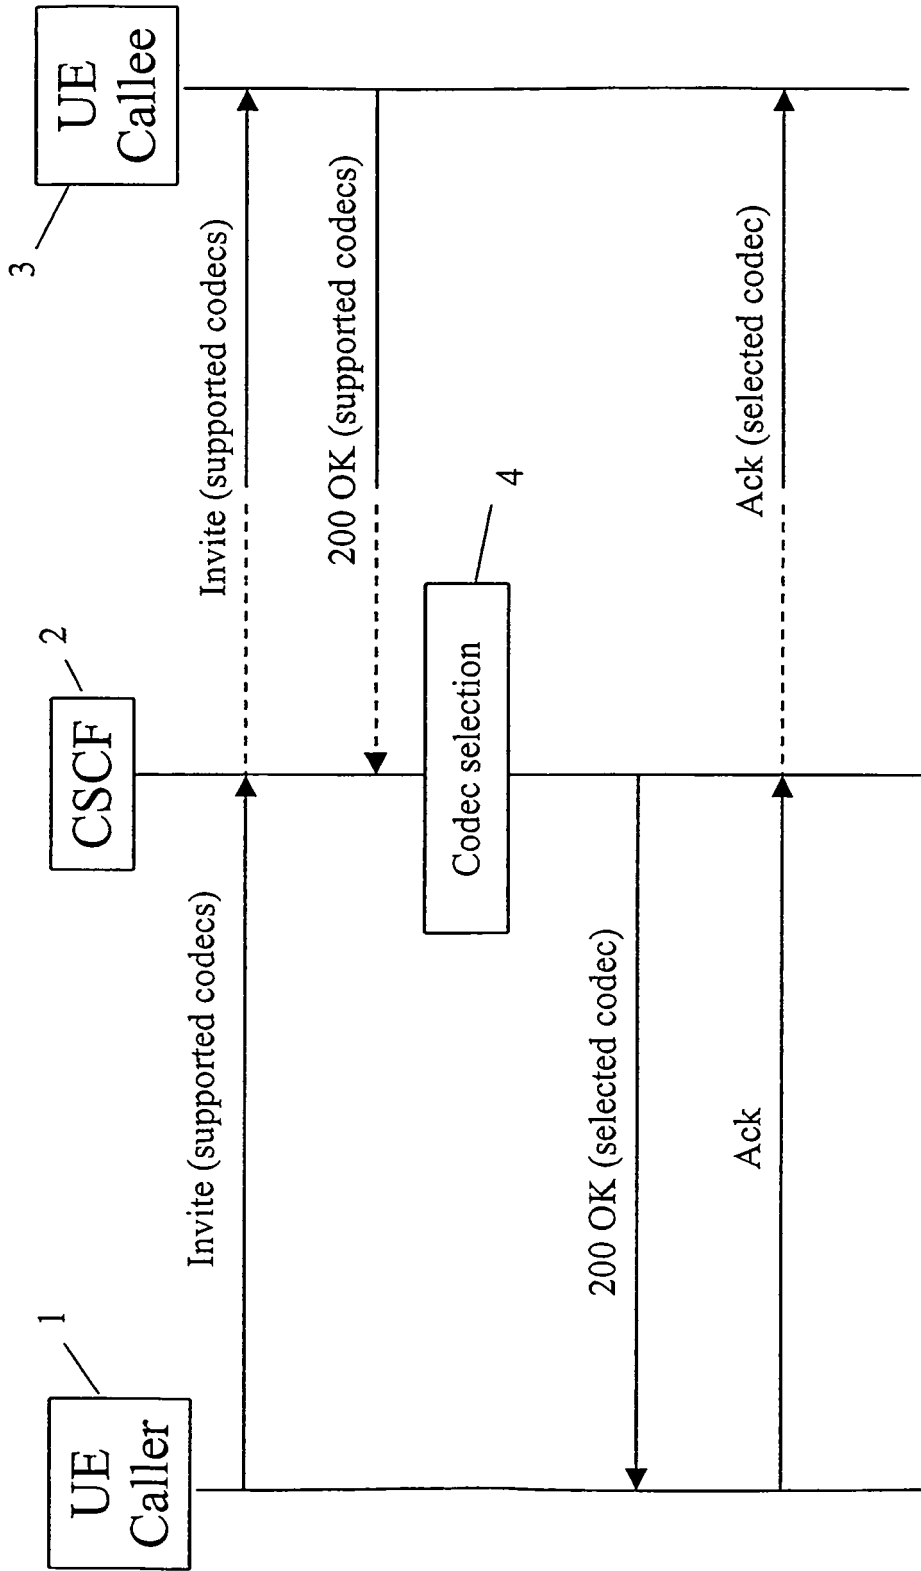 UE
Caller
1
CSCF
2
UE
Callee
3
Invite (supported codecs)
Invite (supported codecs)
200 OK (supported codecs)
Codec selection
4
200 OK (selected codec)
Ack
Ack (selected codec)